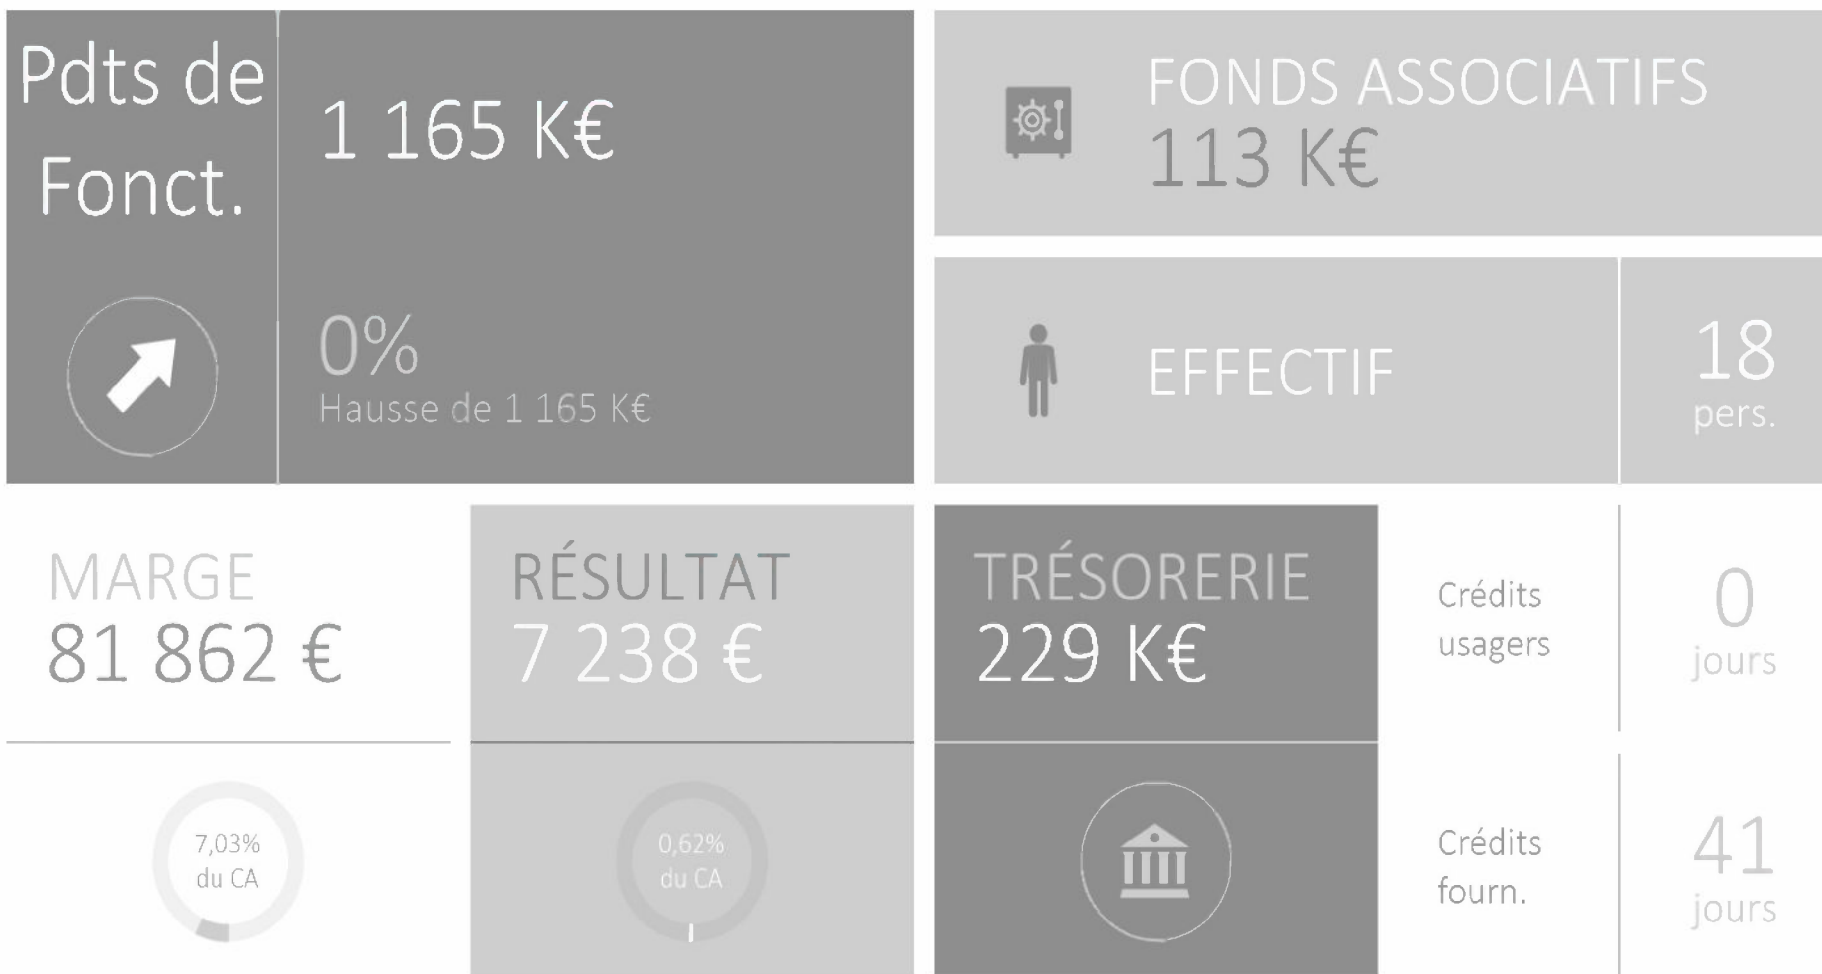 Pdts de
Fonct.
1 165 K€
0%
Hausse de 1 165 K€
FONDS ASSOCIATIFS
113 K€
EFFECTIF
18
pers.
MARGE
81 862 €
7,03%
du CA
RÉSULTAT
7 238 €
0,62%
du CA
TRÉSORERIE
229 K€
Crédits
usagers
0
jours
Crédits
fourn.
41
jours